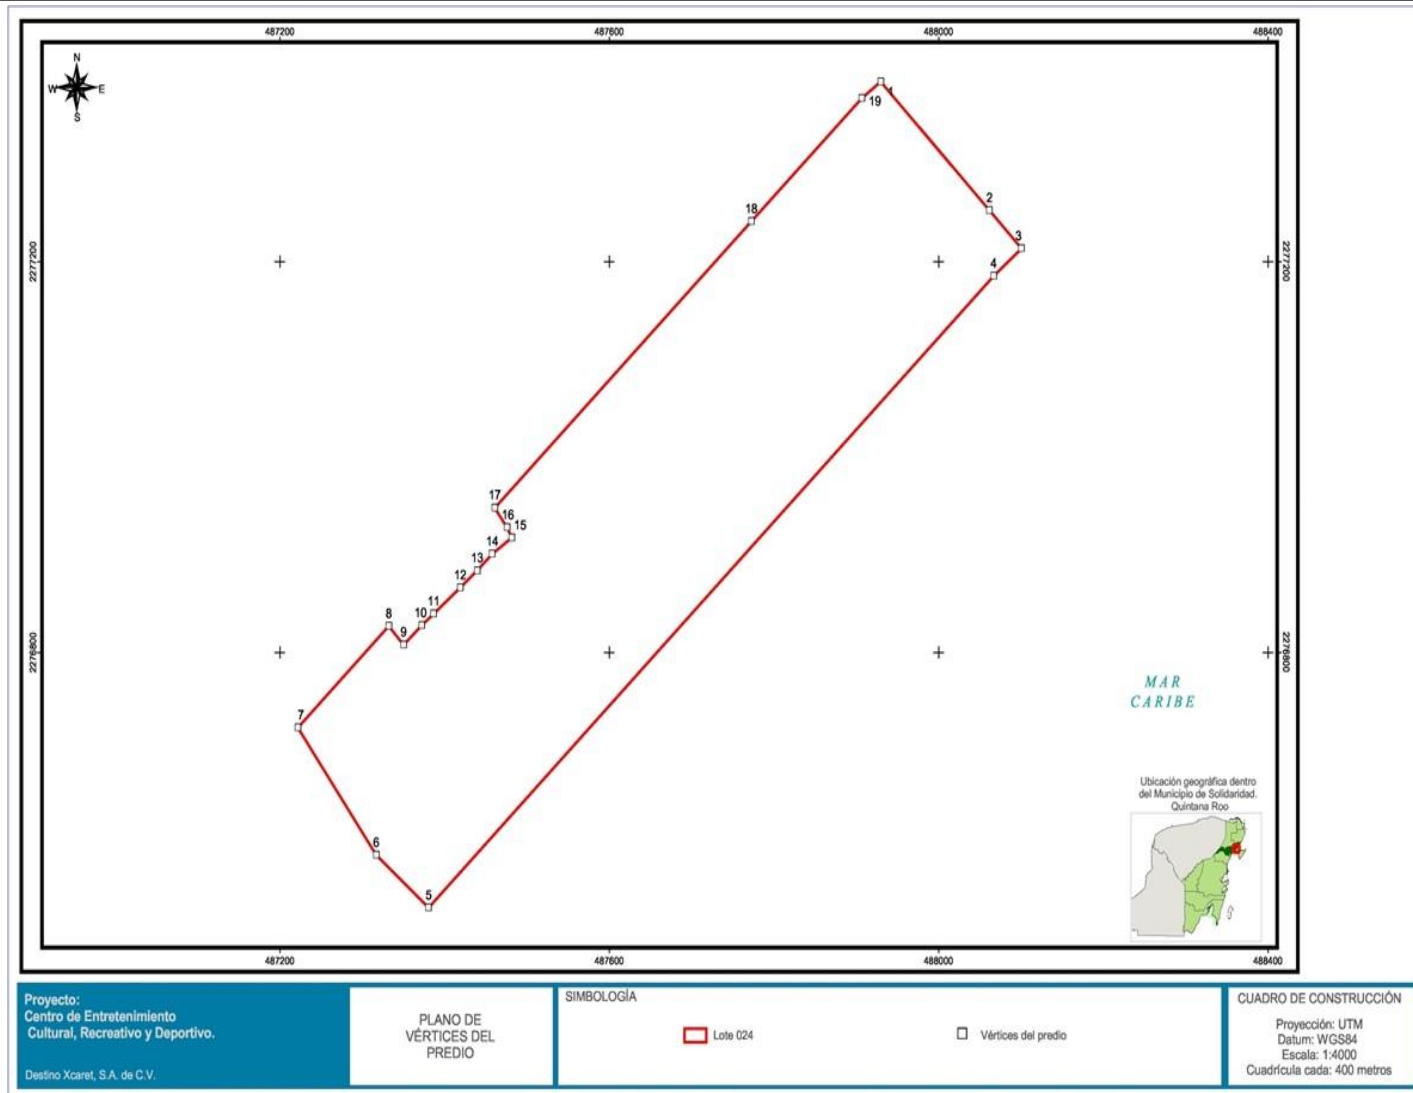 487200
487600
488000
488400
N
W
E
S
1
19
2
18
3
4
2277200
2277200
17
16
15
14
13
12
11
10
8
9
2276800
2276800
MAR
CARIBE
7
Ubicación geográfica dentro
del Municipio de Solidaridad.
Quintana Roo
6
5
487200
487600
488000
488400
Proyecto:
Centro de Entretenimiento
Cultural, Recreativo y Deportivo.
Destino Xcaret, S.A. de C.V.
PLANO DE
VÉRTICES DEL
PREDIO
SIMBOLOGÍA
Lote 024
Vértices del predio
CUADRO DE CONSTRUCCIÓN
Proyección: UTM
Datum: WGS84
Escala: 1:4000
Cuadrícula cada: 400 metros